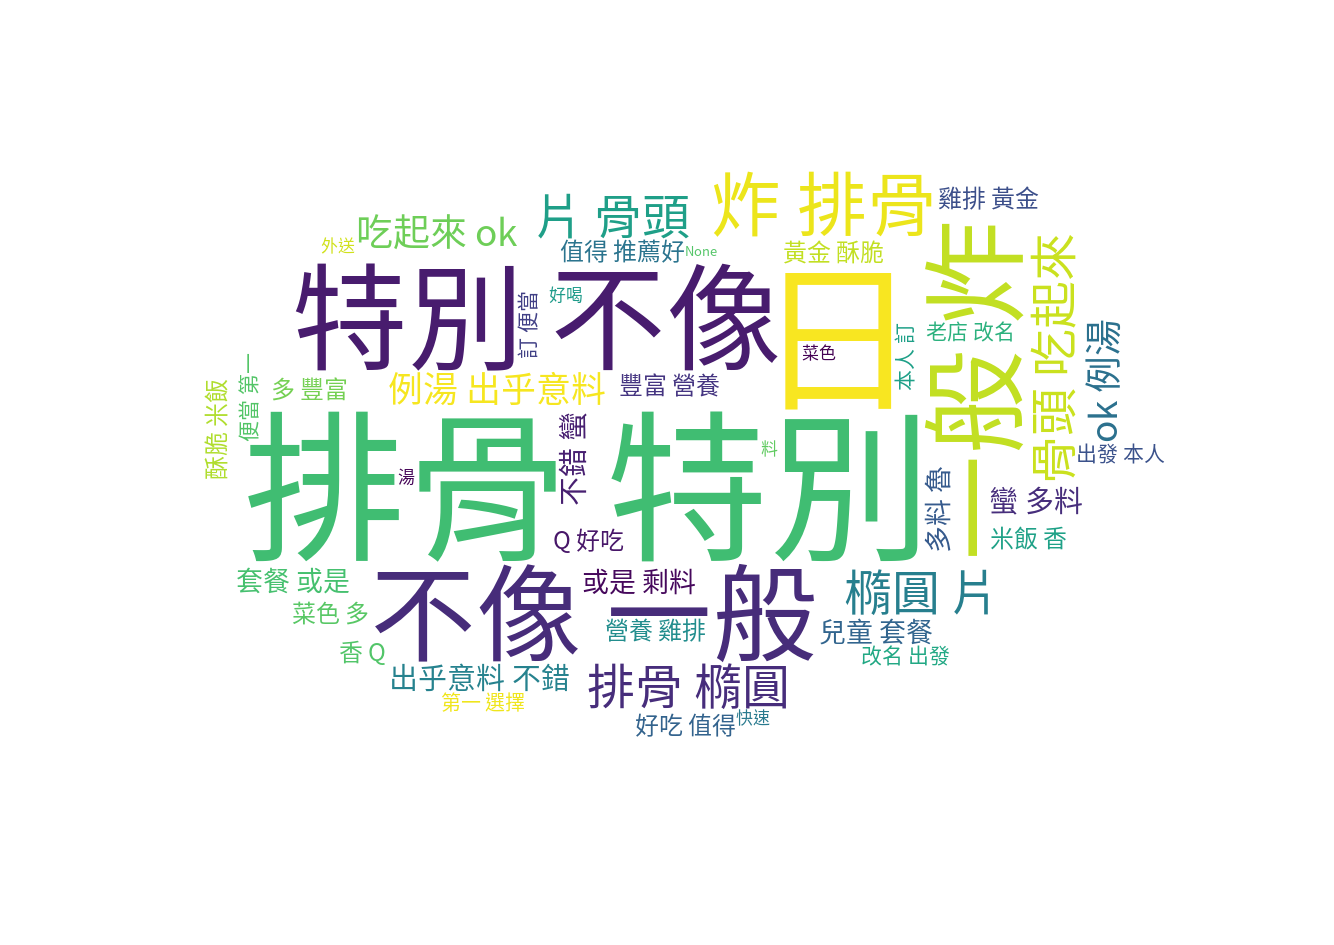 炸 排骨
雞排 黃金
片 骨頭
吃起來 ok
外送
值得 推薦好
None
黃金 酥脆
特別 不像
日
一般 炸
骨頭 吃起來
ok 例湯
好喝
訂 便當
菜色
本人 訂
老店 改名
多 豐富
例湯 出乎意料
豐富 營養
便當 第一
酥脆 米飯
排骨 特別
湯
不錯 蠻
料
出發 本人
多料 魯
蠻 多料
米飯 香
Q 好吃
套餐 或是
不像 一般
或是 剩料
橢圓 片
菜色 多
營養 雞排
兒童 套餐
香 Q
改名 出發
出乎意料 不錯
排骨 橢圓
第一 選擇
好吃 值得
快速